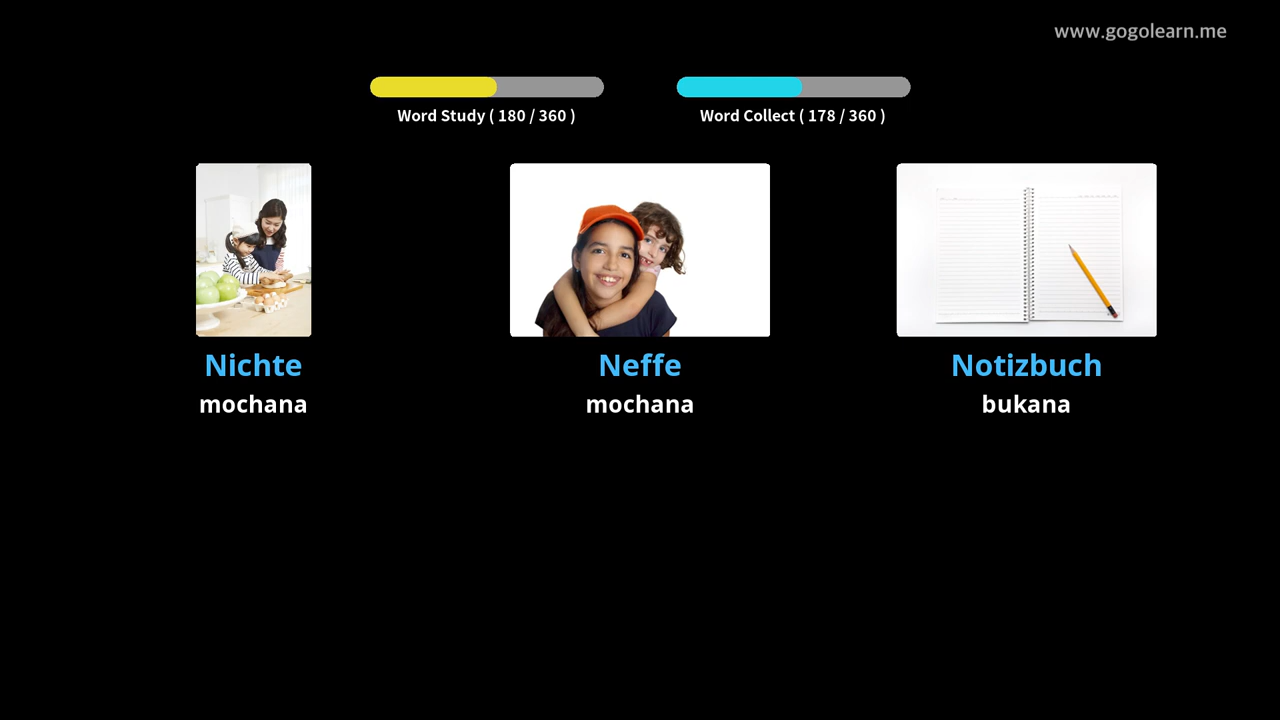 www.gogolearn.me
Word Study ( 180 / 360 )
Word Collect ( 178 / 360 )
Nichte
mochana
Neffe
mochana
Notizbuch
bukana